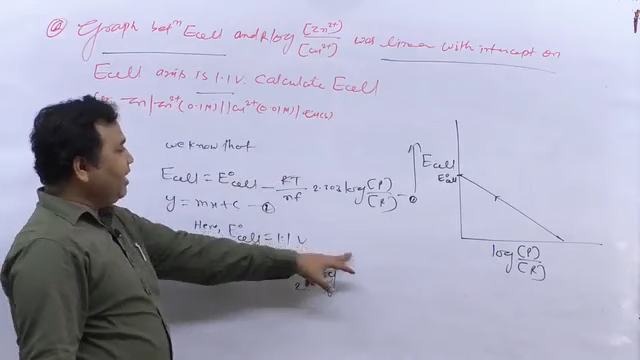 Q Graph betⁿ Ecell and log [Zn²⁺]/[Cu²⁺] was linear with intercept on
Ecell axis is 1.1 V. Calculate Ecell
for Zn|Zn²⁺(0.1M)||Cu²⁺(0.01M)|Cu(s)
we know that
Ecell = E°cell - RT/nf 2.303 log [P]/[R] - ①
y = mx + c - ②
Here, E°cell = 1.1 V
Ecell
E°cell
log [P]/[R]